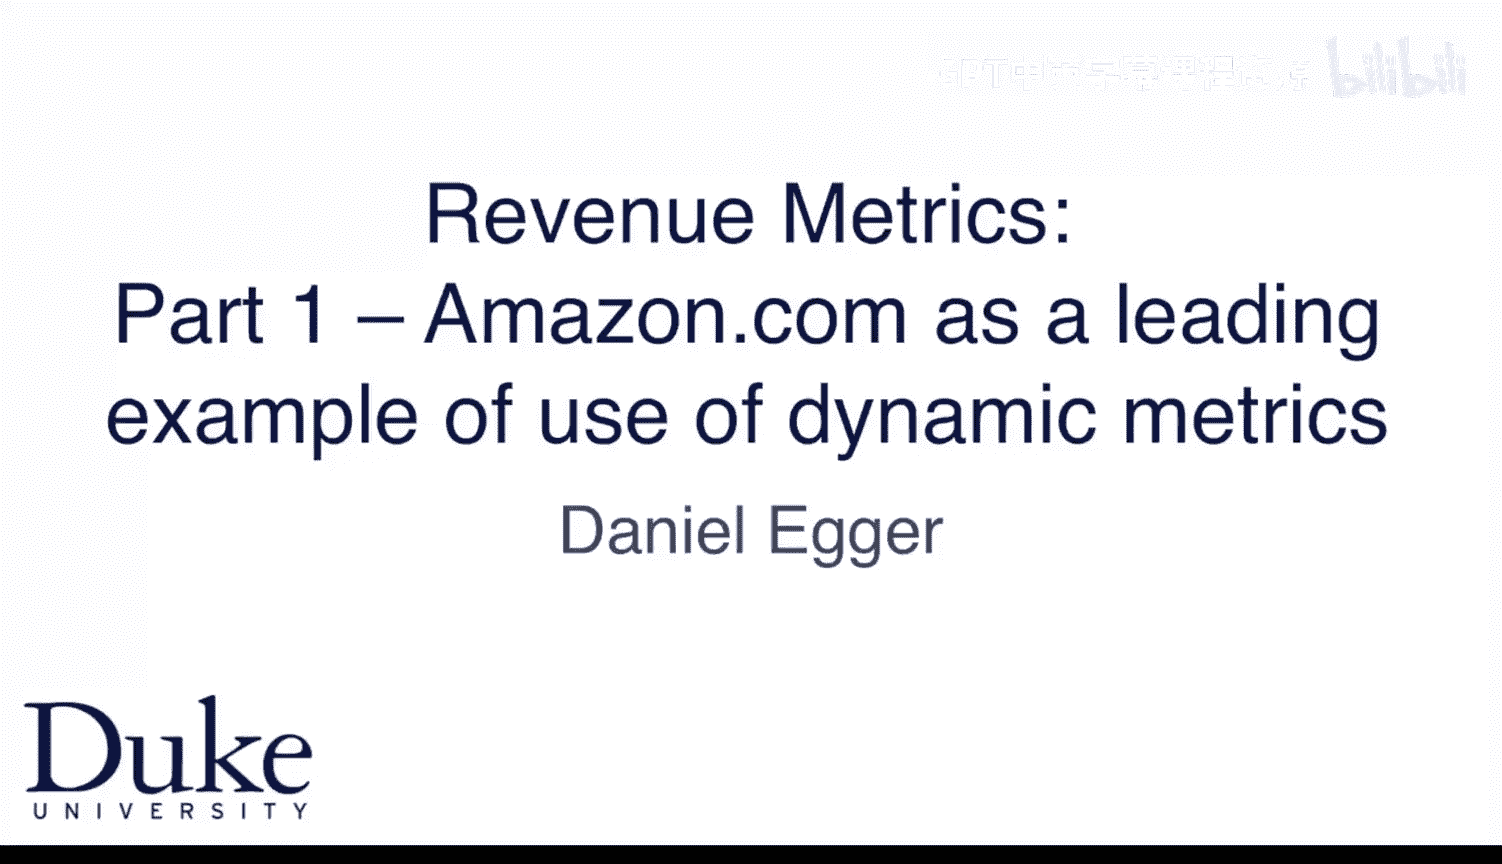 bilibili
Revenue Metrics:
Part 1 – Amazon.com as a leading
example of use of dynamic metrics
Daniel Egger
Duke
UNIVERSITY